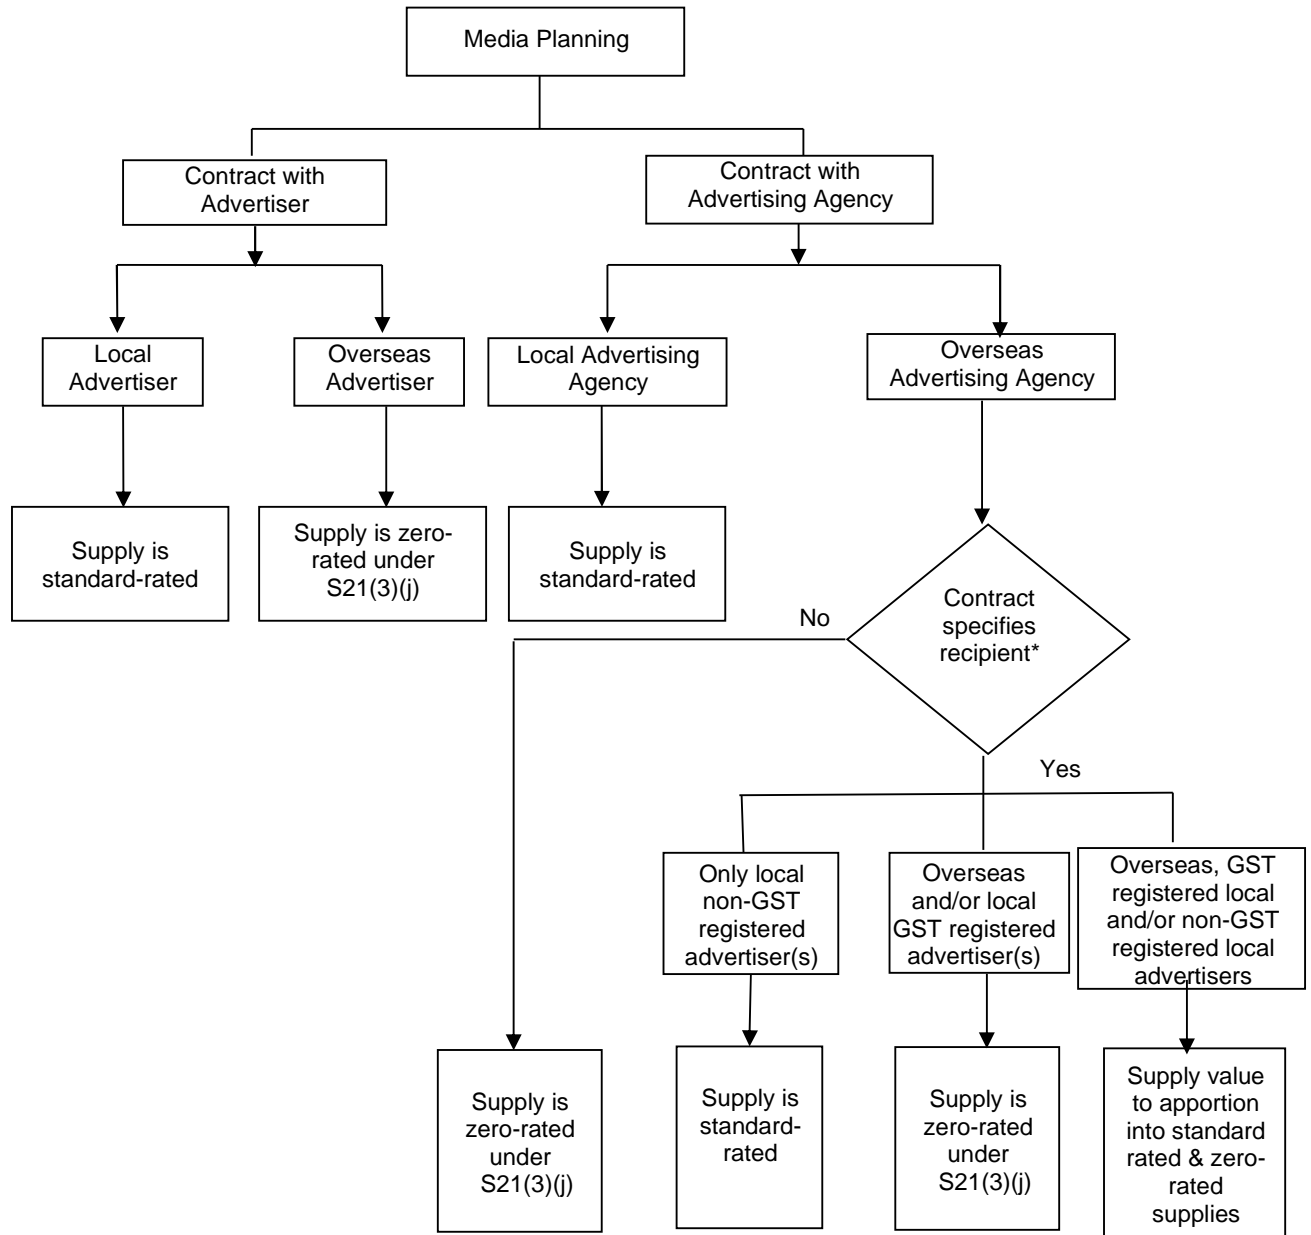 Media Planning
Contract with
Advertiser
Contract with
Advertising Agency
Local
Advertiser
Overseas
Advertiser
Local Advertising
Agency
Overseas
Advertising Agency
Supply is
standard-rated
Supply is zero-
rated under
S21(3)(j)
Supply is
standard-rated
Contract
specifies
recipient*
No
Yes
Only local
non-GST
registered
advertiser(s)
Overseas
and/or local
GST registered
advertiser(s)
Overseas, GST
registered local
and/or non-GST
registered local
advertisers
Supply is
zero-rated
under
S21(3)(j)
Supply is
standard-
rated
Supply is
zero-rated
under
S21(3)(j)
Supply value
to apportion
into standard
rated & zero-
rated
supplies